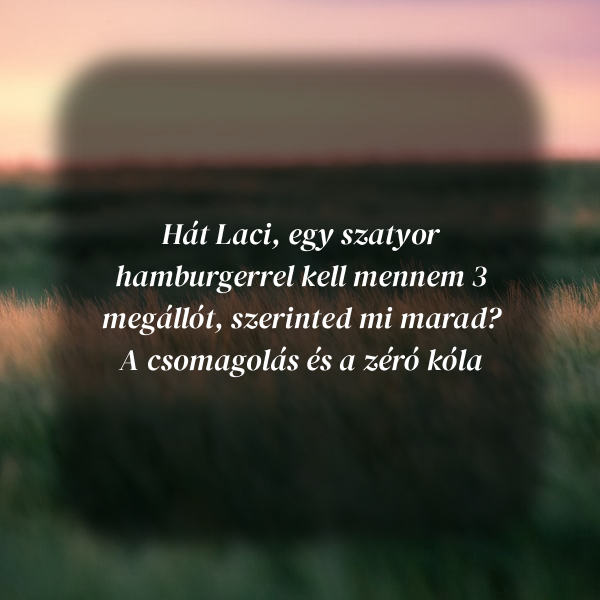 Hát Laci, egy szatyor
hamburgerrel kell mennem 3
megállót, szerinted mi marad?
A csomagolás és a zéró kóla